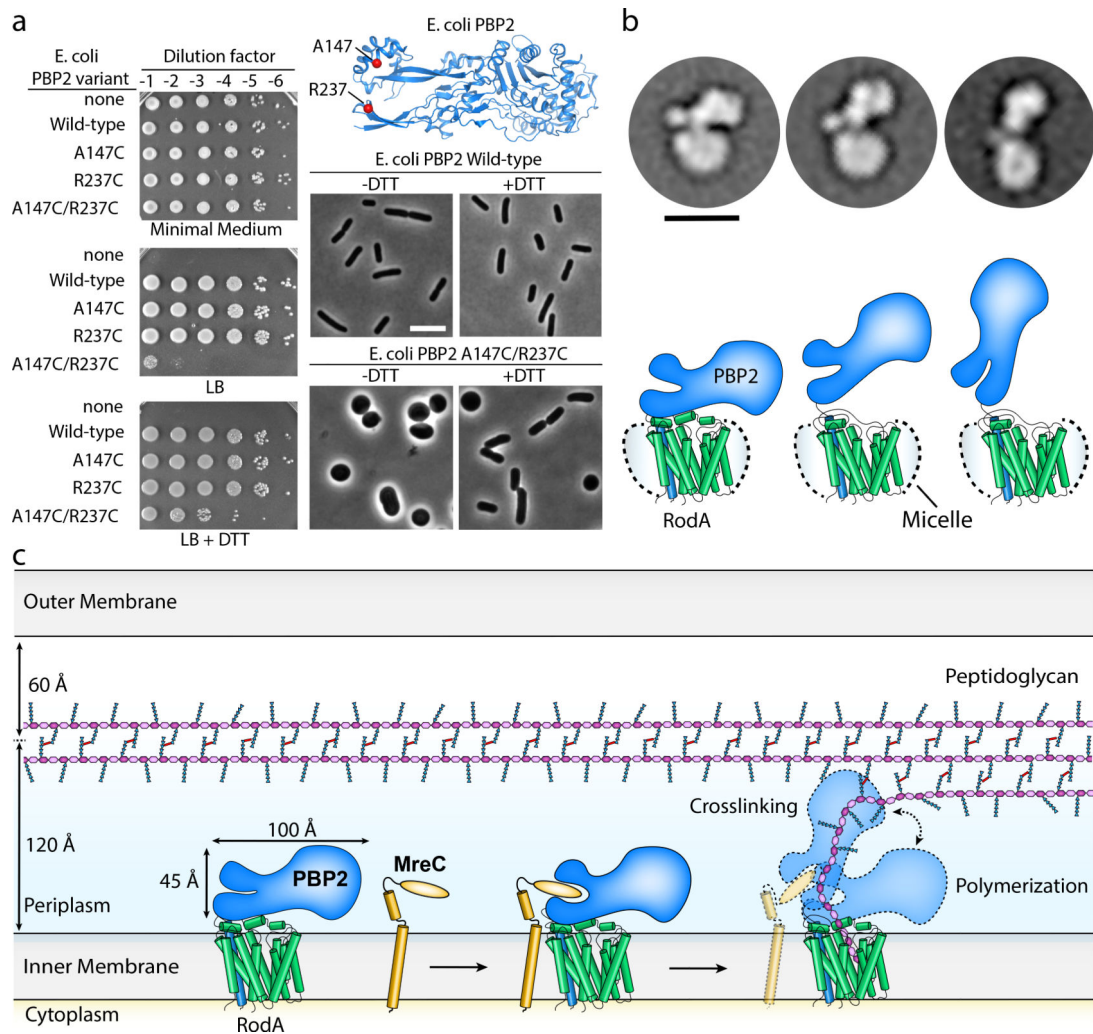 a
E. coli
PBP2 variant
Dilution factor
-1 -2 -3 -4 -5 -6
none
Wild-type
A147C
R237C
A147C/R237C
Minimal Medium
none
Wild-type
A147C
R237C
A147C/R237C
LB
none
Wild-type
A147C
R237C
A147C/R237C
LB + DTT
E. coli PBP2
A147
R237
E. coli PBP2 Wild-type
-DTT +DTT
E. coli PBP2 A147C/R237C
-DTT +DTT
b
PBP2
RodA
Micelle
c
Outer Membrane
60 Å
Peptidoglycan
Crosslinking
120 Å
100 Å
45 Å
PBP2
MreC
Polymerization
Periplasm
Inner Membrane
Cytoplasm
RodA